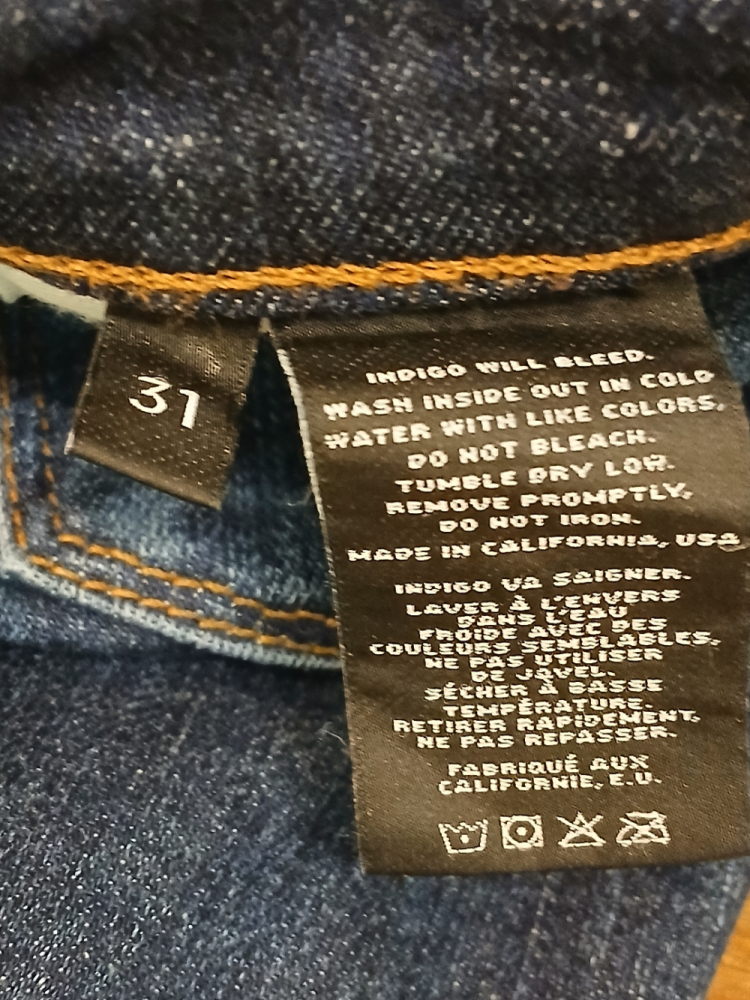 31
INDIGO WILL BLEED.
WASH INSIDE OUT IN COLD
WATER WITH LIKE COLORS.
DO NOT BLEACH.
TUMBLE DRY LOW.
REMOVE PROMPTLY,
DO NOT IRON.
MADE IN CALIFORNIA, USA
INDIGO VA SAIGNER.
LAVER À L'ENVERS
DANS L'EAU
FROIDE AVEC DES
COULEURS SEMBLABLES,
NE PAS UTILISER
DE JAVEL.
SÉCHER À BASSE
TEMPÉRATURE.
RETIRER RAPIDEMENT,
NE PAS REPASSER.
FABRIQUÉ AUX
CALIFORNIE, E.U.